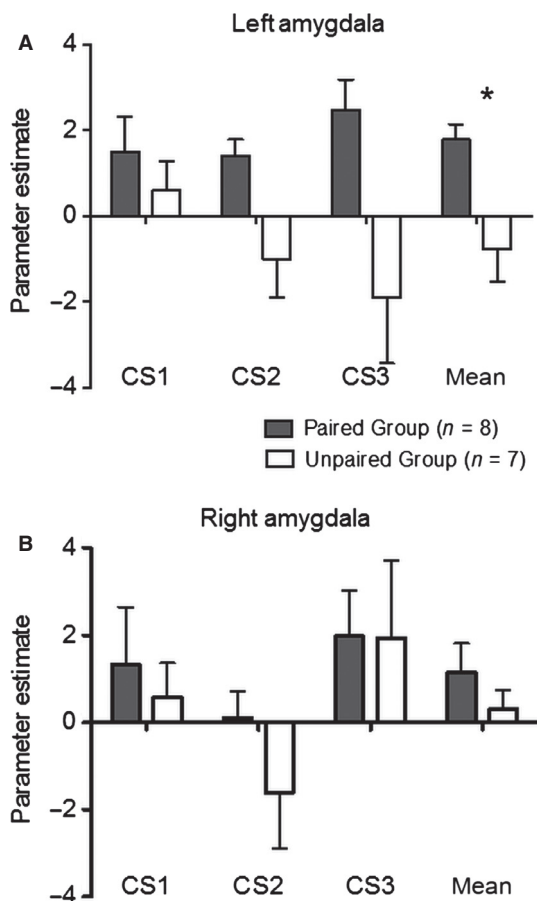 A
Left amygdala
Parameter estimate
4
2
0
–2
–4
CS1 CS2 CS3 Mean
*
Paired Group (n = 8)
Unpaired Group (n = 7)
B
Right amygdala
Parameter estimate
4
2
0
–2
–4
CS1 CS2 CS3 Mean